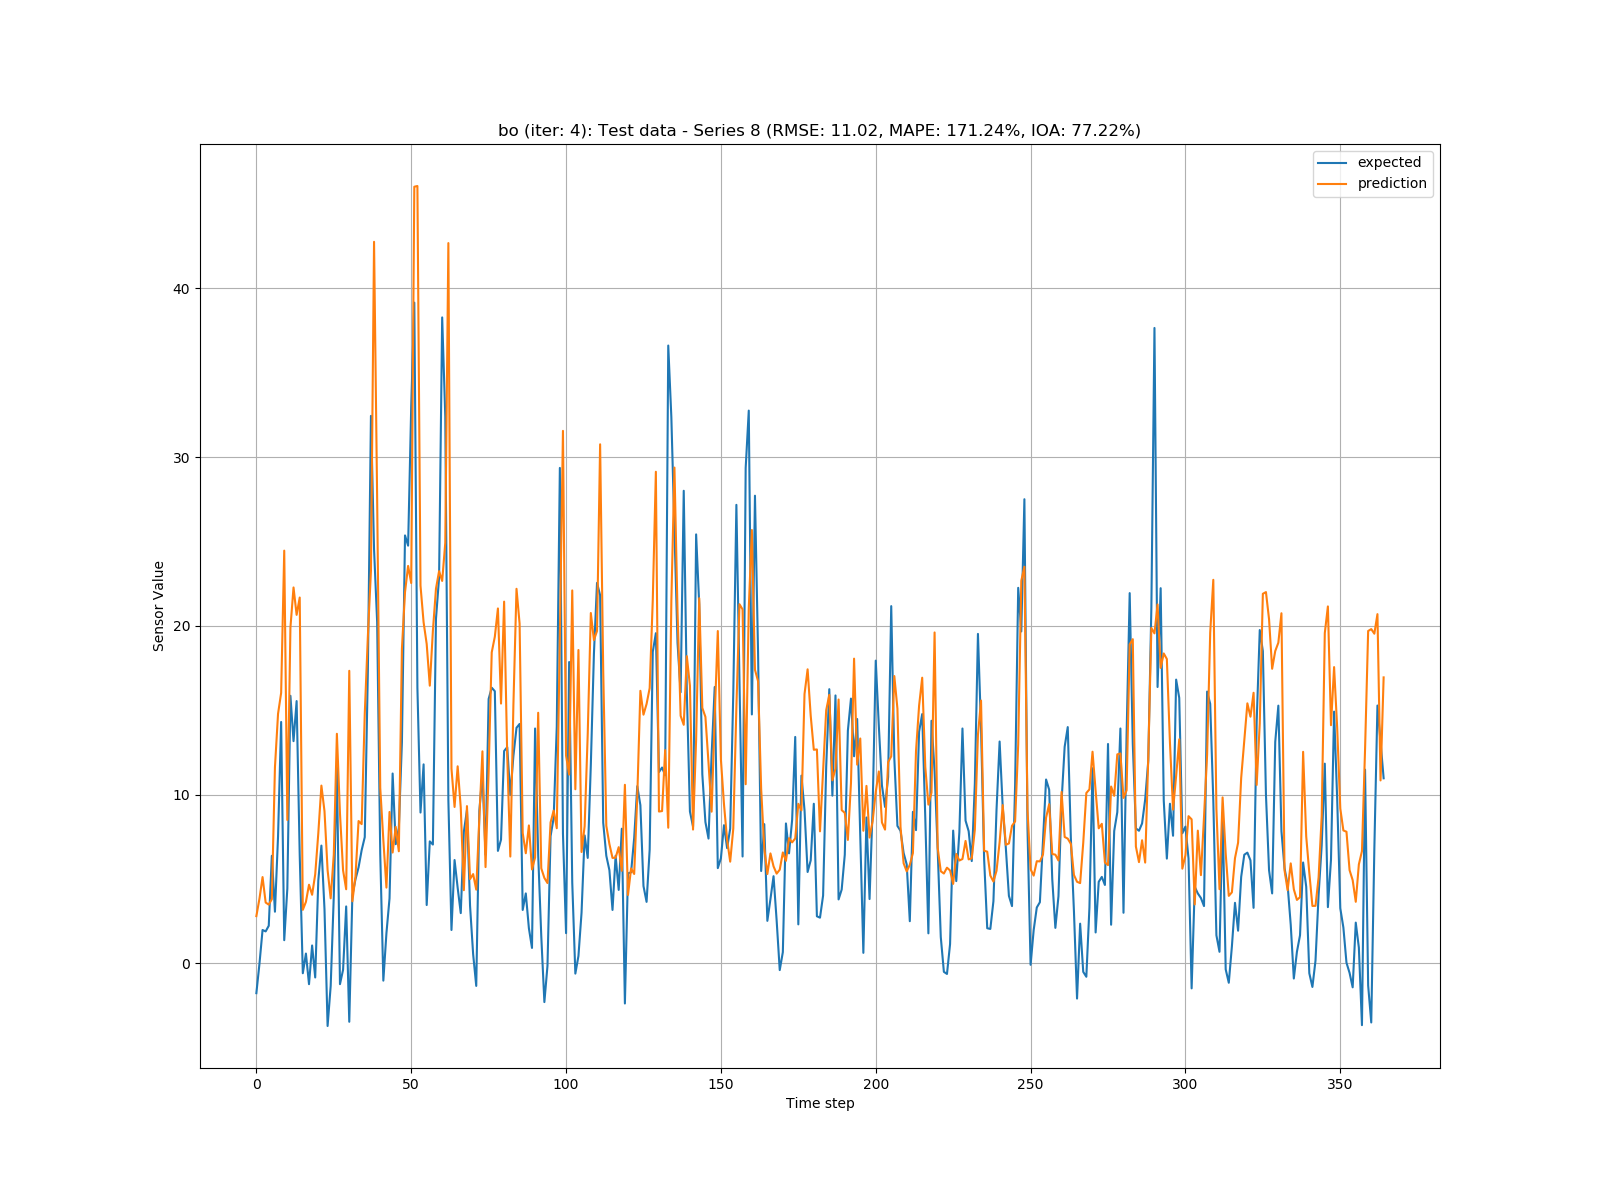 bo (iter: 4): Test data - Series 8 (RMSE: 11.02, MAPE: 171.24%, IOA: 77.22%)
expected
prediction
40
30
20
10
0
Sensor Value
0 50 100 150 200 250 300 350
Time step